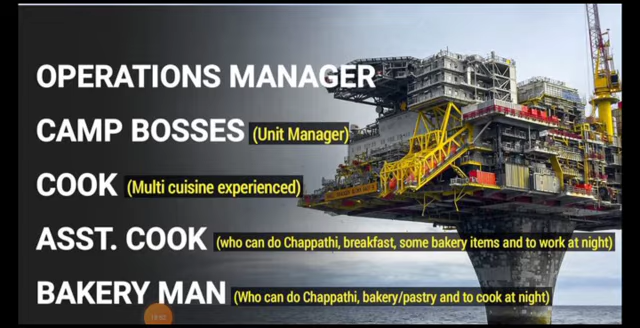 OPERATIONS MANAGER
CAMP BOSSES (Unit Manager)
COOK (Multi cuisine experienced)
ASST. COOK (who can do Chappathi, breakfast, some bakery items and to work at night)
BAKERY MAN (Who can do Chappathi, bakery/pastry and to cook at night)